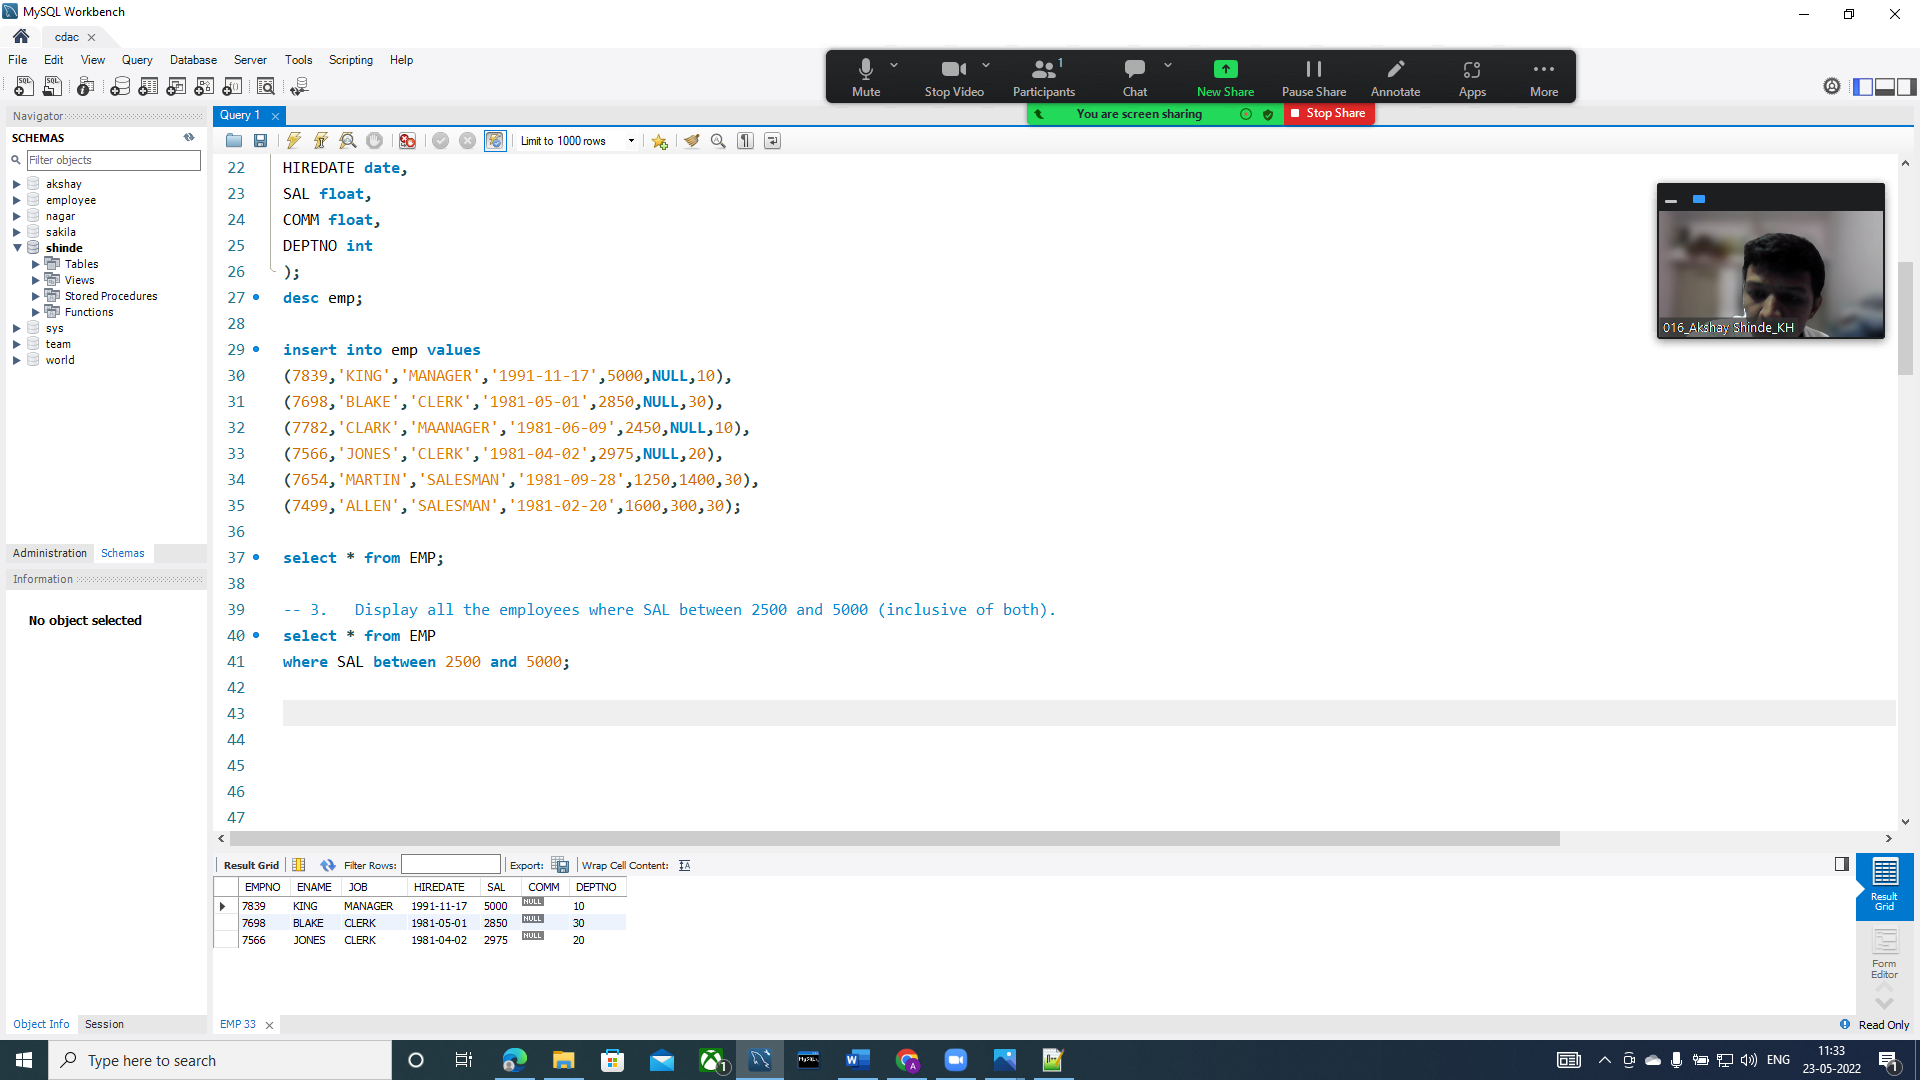 MySQL Workbench
cdac
File Edit View Query Database Server Tools Scripting Help
Mute Stop Video Participants 1 Chat New Share Pause Share Annotate Apps More
You are screen sharing Stop Share
Navigator
SCHEMAS
Filter objects
akshay
employee
nagar
sakila
shinde
Tables
Views
Stored Procedures
Functions
sys
team
world
Administration Schemas
Information
No object selected
Object Info Session
Query 1
Limit to 1000 rows
22 HIREDATE date,
23 SAL float,
24 COMM float,
25 DEPTNO int
26 );
27 desc emp;
28
29 insert into emp values
30 (7839,'KING','MANAGER','1991-11-17',5000,NULL,10),
31 (7698,'BLAKE','CLERK','1981-05-01',2850,NULL,30),
32 (7782,'CLARK','MAANAGER','1981-06-09',2450,NULL,10),
33 (7566,'JONES','CLERK','1981-04-02',2975,NULL,20),
34 (7654,'MARTIN','SALESMAN','1981-09-28',1250,1400,30),
35 (7499,'ALLEN','SALESMAN','1981-02-20',1600,300,30);
36
37 select * from EMP;
38
39 -- 3. Display all the employees where SAL between 2500 and 5000 (inclusive of both).
40 select * from EMP
41 where SAL between 2500 and 5000;
42
43
44
45
46
47
016_Akshay Shinde_KH
Result Grid Filter Rows: Export: Wrap Cell Content:
EMPNO ENAME JOB HIREDATE SAL COMM DEPTNO
7839 KING MANAGER 1991-11-17 5000 NULL 10
7698 BLAKE CLERK 1981-05-01 2850 NULL 30
7566 JONES CLERK 1981-04-02 2975 NULL 20
Result
Grid
Form
Editor
EMP 33
Read Only
Type here to search
ENG
11:33
23-05-2022